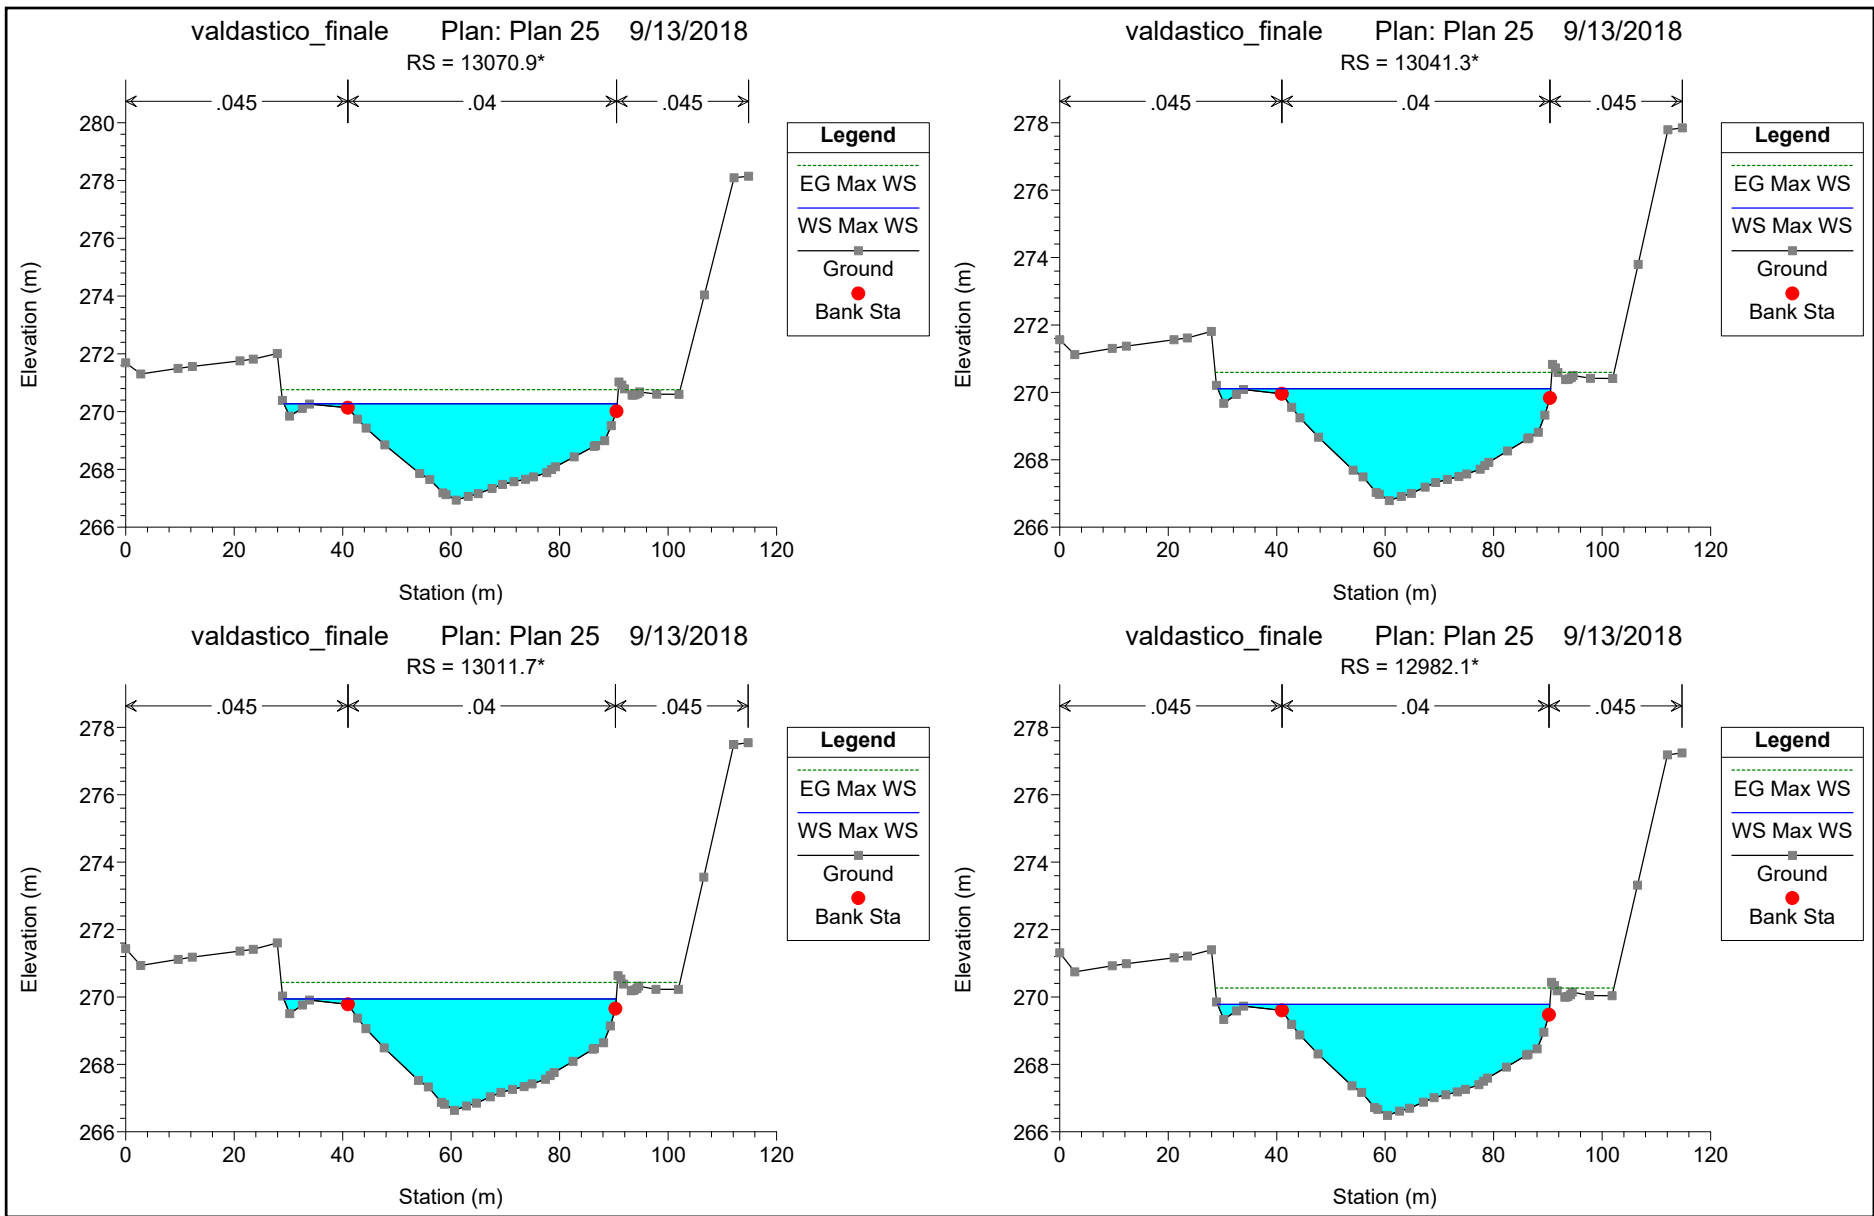 valdastico_finale Plan: Plan 25 9/13/2018
RS = 13070.9*
.045 .04 .045
280
278
276
274
272
270
268
266
0 20 40 60 80 100 120
Elevation (m)
Station (m)
Legend
EG Max WS
WS Max WS
Ground
Bank Sta
valdastico_finale Plan: Plan 25 9/13/2018
RS = 13041.3*
.045 .04 .045
278
276
274
272
270
268
266
0 20 40 60 80 100 120
Elevation (m)
Station (m)
Legend
EG Max WS
WS Max WS
Ground
Bank Sta
valdastico_finale Plan: Plan 25 9/13/2018
RS = 13011.7*
.045 .04 .045
278
276
274
272
270
268
266
0 20 40 60 80 100 120
Elevation (m)
Station (m)
Legend
EG Max WS
WS Max WS
Ground
Bank Sta
valdastico_finale Plan: Plan 25 9/13/2018
RS = 12982.1*
.045 .04 .045
278
276
274
272
270
268
266
0 20 40 60 80 100 120
Elevation (m)
Station (m)
Legend
EG Max WS
WS Max WS
Ground
Bank Sta